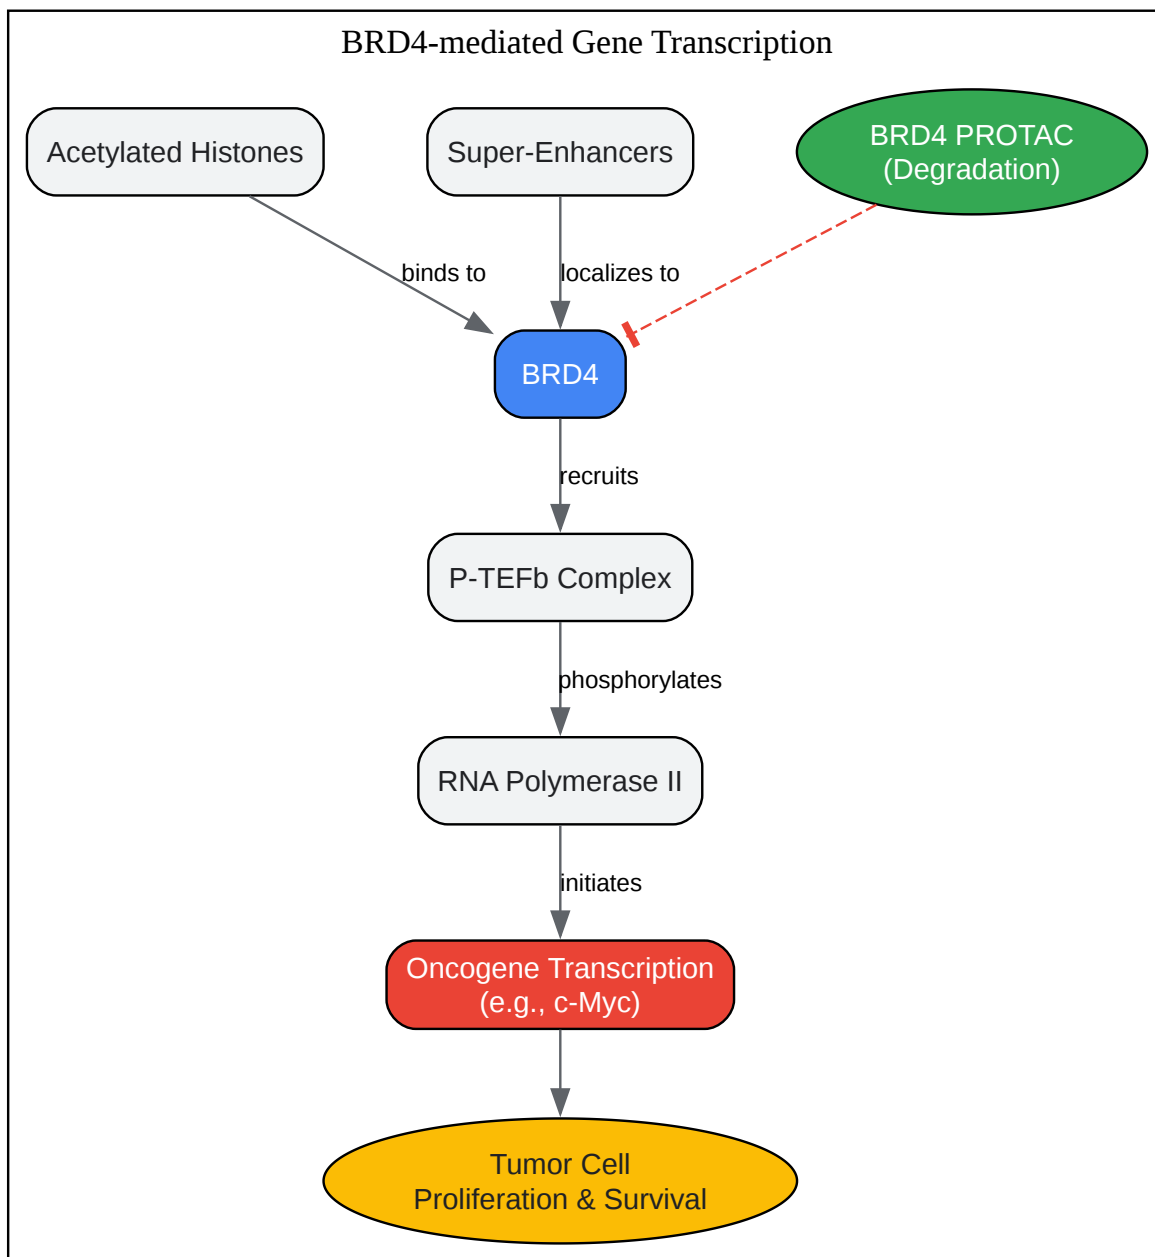 BRD4-mediated Gene Transcription
Acetylated Histones
Super-Enhancers
BRD4 PROTAC
(Degradation)
binds to
localizes to
BRD4
recruits
P-TEFb Complex
phosphorylates
RNA Polymerase II
initiates
Oncogene Transcription
(e.g., c-Myc)
Tumor Cell
Proliferation & Survival